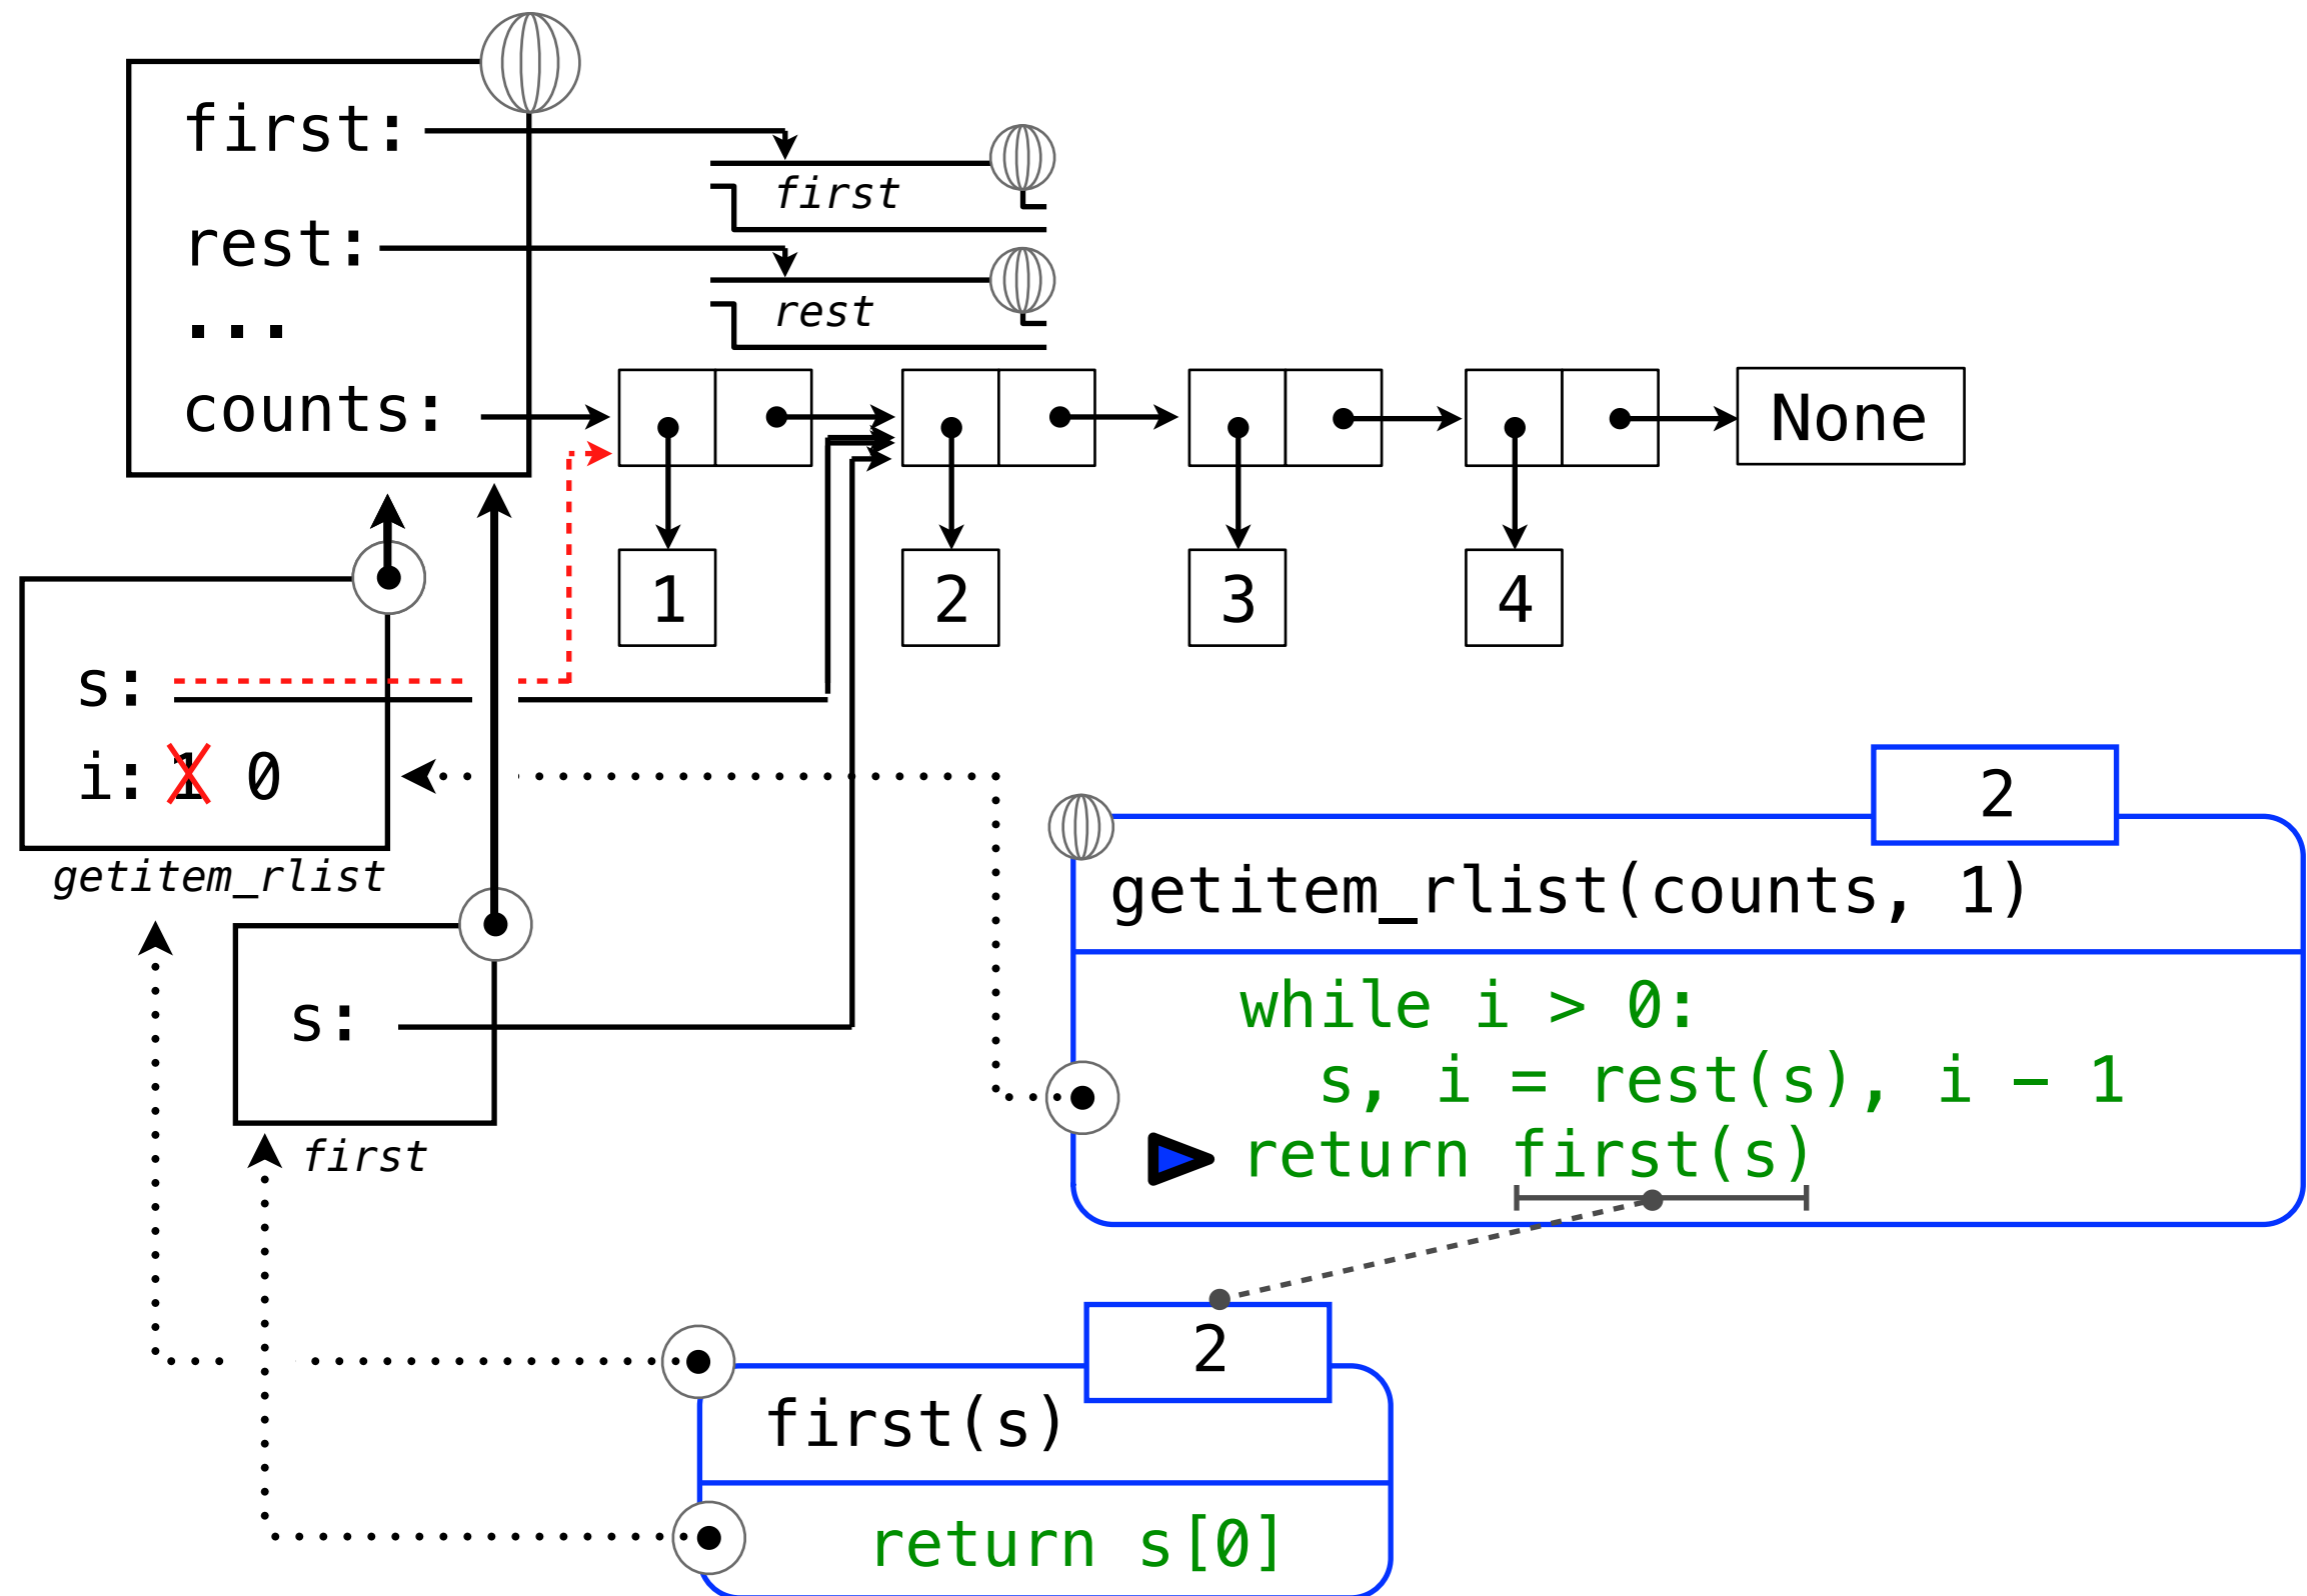 first:
first
rest:
rest
...
counts:
None
1
2
3
4
s:
i: 1 0
getitem_rlist
2
getitem_rlist(counts, 1)
while i > 0:
s, i = rest(s), i - 1
return first(s)
s:
first
2
first(s)
return s[0]